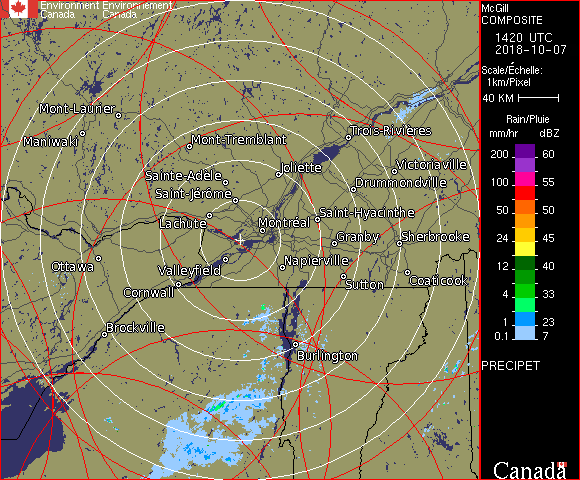 Environment Environnement
Canada Canada
McGill
COMPOSITE
1420 UTC
2018-10-07
Scale/Échelle:
1km/Pixel
40 KM
Rain/Pluie
mm/hr dBZ
200 60
150 57
100 55
50 50
24 45
12 40
4 33
1 23
0.1 7
PRECIPET
Canada
Mont-Laurier
Maniwaki
Mont-Tremblant
Trois-Rivières
Joliette
Victoriaville
Sainte-Adèle
Drummondville
Saint-Jérôme
Lachute
Saint-Hyacinthe
Montréal
Granby
Sherbrooke
Ottawa
Valleyfield
Napierville
Cornwall
Sutton
Coaticook
Brockville
Burlington